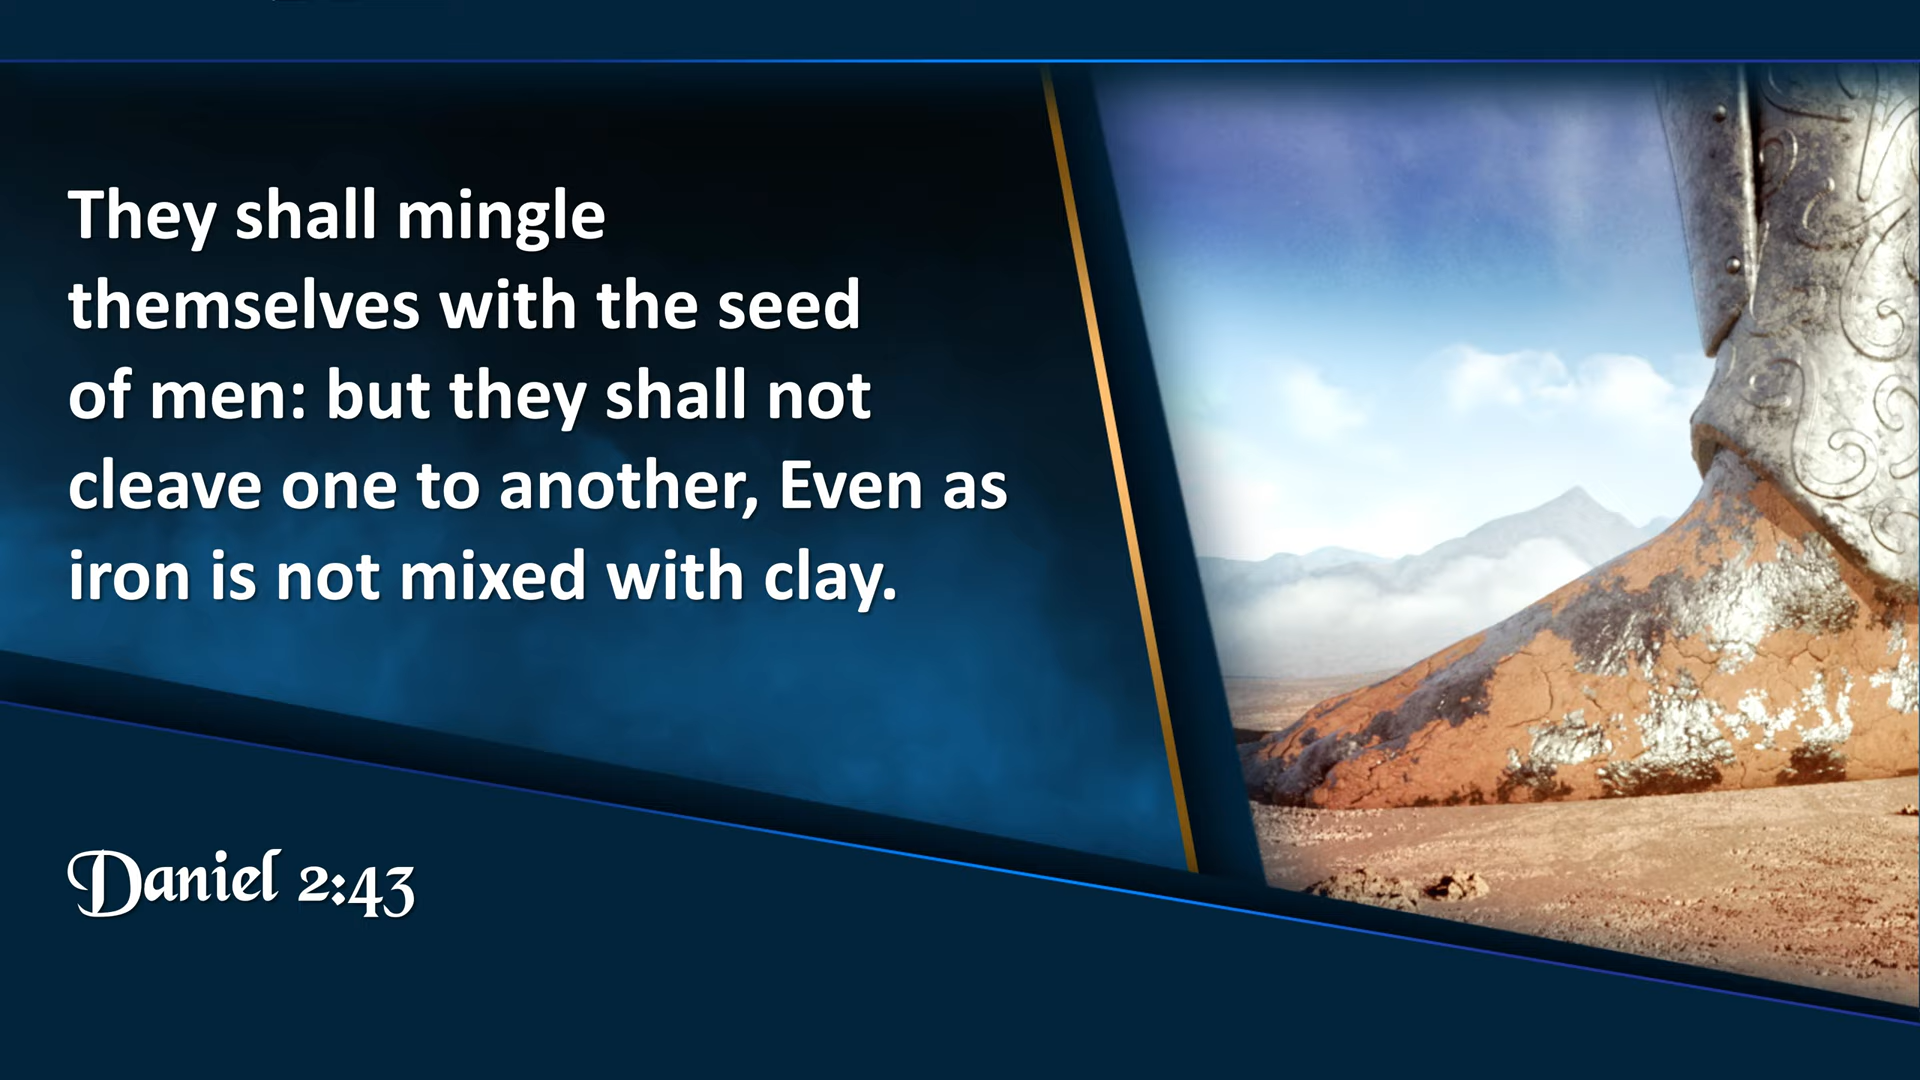 They shall mingle
themselves with the seed
of men: but they shall not
cleave one to another, Even as
iron is not mixed with clay.
Daniel 2:43